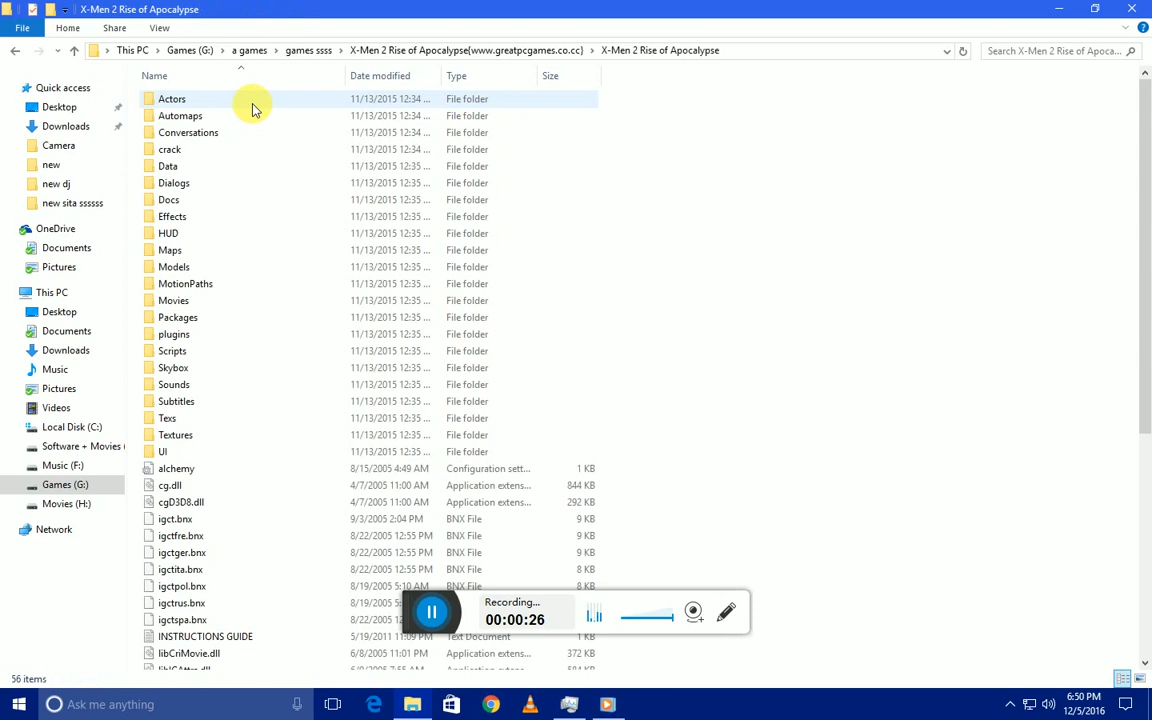 X-Men 2 Rise of Apocalypse
File Home Share View
This PC Games (G:) a games games ssss X-Men 2 Rise of Apocalypse{www.greatpcgames.co.cc} X-Men 2 Rise of Apocalypse Search X-Men 2 Rise of Apoca...
Name Date modified Type Size
Quick access
Desktop
Downloads
Camera
new
new dj
new sita ssssss
OneDrive
Documents
Pictures
This PC
Desktop
Documents
Downloads
Music
Pictures
Videos
Local Disk (C:)
Software + Movies (
Music (F:)
Games (G:)
Movies (H:)
Network
Actors 11/13/2015 12:34 ... File folder
Automaps 11/13/2015 12:34 ... File folder
Conversations 11/13/2015 12:34 ... File folder
crack 11/13/2015 12:34 ... File folder
Data 11/13/2015 12:35 ... File folder
Dialogs 11/13/2015 12:35 ... File folder
Docs 11/13/2015 12:35 ... File folder
Effects 11/13/2015 12:35 ... File folder
HUD 11/13/2015 12:35 ... File folder
Maps 11/13/2015 12:35 ... File folder
Models 11/13/2015 12:35 ... File folder
MotionPaths 11/13/2015 12:35 ... File folder
Movies 11/13/2015 12:35 ... File folder
Packages 11/13/2015 12:35 ... File folder
plugins 11/13/2015 12:35 ... File folder
Scripts 11/13/2015 12:35 ... File folder
Skybox 11/13/2015 12:35 ... File folder
Sounds 11/13/2015 12:35 ... File folder
Subtitles 11/13/2015 12:35 ... File folder
Texs 11/13/2015 12:35 ... File folder
Textures 11/13/2015 12:35 ... File folder
UI 11/13/2015 12:35 ... File folder
alchemy 8/15/2005 4:49 AM Configuration sett... 1 KB
cg.dll 4/7/2005 11:00 AM Application extens... 844 KB
cgD3D8.dll 4/7/2005 11:00 AM Application extens... 292 KB
igct.bnx 9/3/2005 2:04 PM BNX File 9 KB
igctfre.bnx 8/22/2005 12:55 PM BNX File 9 KB
igctger.bnx 8/22/2005 12:55 PM BNX File 9 KB
igctita.bnx 8/22/2005 12:55 PM BNX File 8 KB
igctpol.bnx 8/19/2005 5:10 AM BNX File 8 KB
igctrus.bnx 8/19/2005 5:
igctspa.bnx 8/22/2005 12
INSTRUCTIONS GUIDE 5/19/2011 11:09 PM Text Document 1 KB
libCriMovie.dll 6/8/2005 11:01 PM Application extens... 372 KB
Recording...
00:00:26
56 items
Ask me anything
6:50 PM
12/5/2016